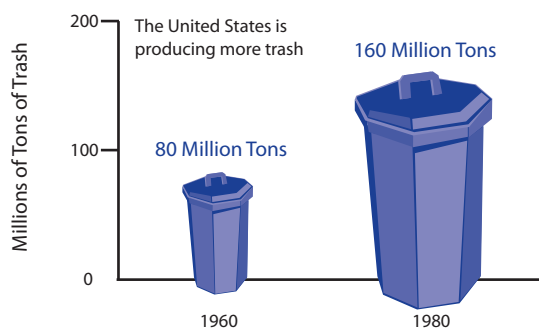 Millions of Tons of Trash
200
100
0
The United States is
producing more trash
80 Million Tons
160 Million Tons
1960
1980